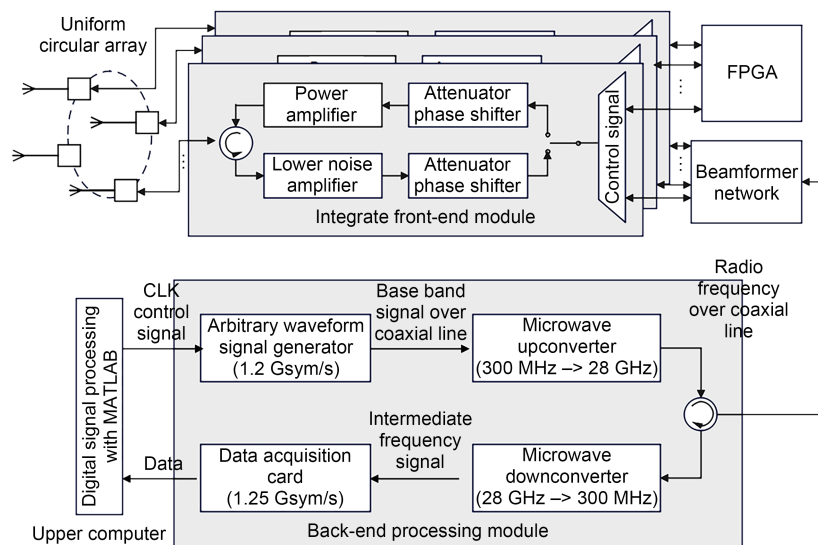 Uniform
circular array
Power
amplifier
Attenuator
phase shifter
Lower noise
amplifier
Attenuator
phase shifter
Control signal
Integrate front-end module
FPGA
Beamformer
network
Radio
frequency
over coaxial
line
CLK
control
signal
Digital signal processing
with MATLAB
Arbitrary waveform
signal generator
(1.2 Gsym/s)
Base band
signal over
coaxial line
Microwave
upconverter
(300 MHz –> 28 GHz)
Intermediate
frequency
signal
Data
Data acquisition
card
(1.25 Gsym/s)
Microwave
downconverter
(28 GHz –> 300 MHz)
Upper computer
Back-end processing module